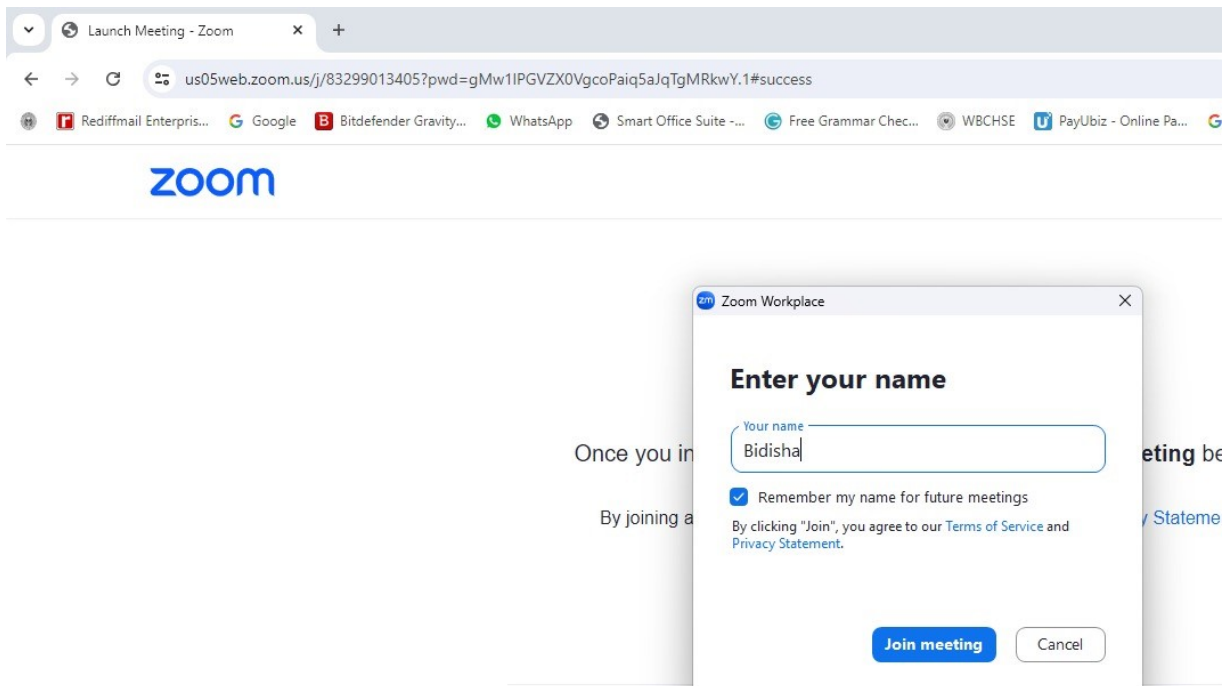 Launch Meeting - Zoom
us05web.zoom.us/j/83299013405?pwd=gMw1IPGVZX0VgcoPaiq5aJqTgMRkwY.1#success
Rediffmail Enterpris... Google Bitdefender Gravity... WhatsApp Smart Office Suite -... Free Grammar Chec... WBCHSE PayUbiz - Online Pa...
zoom
zm Zoom Workplace
Enter your name
Your name
Bidisha
Once you in
eting be
Remember my name for future meetings
By joining a
y Stateme
By clicking "Join", you agree to our Terms of Service and
Privacy Statement.
Join meeting Cancel